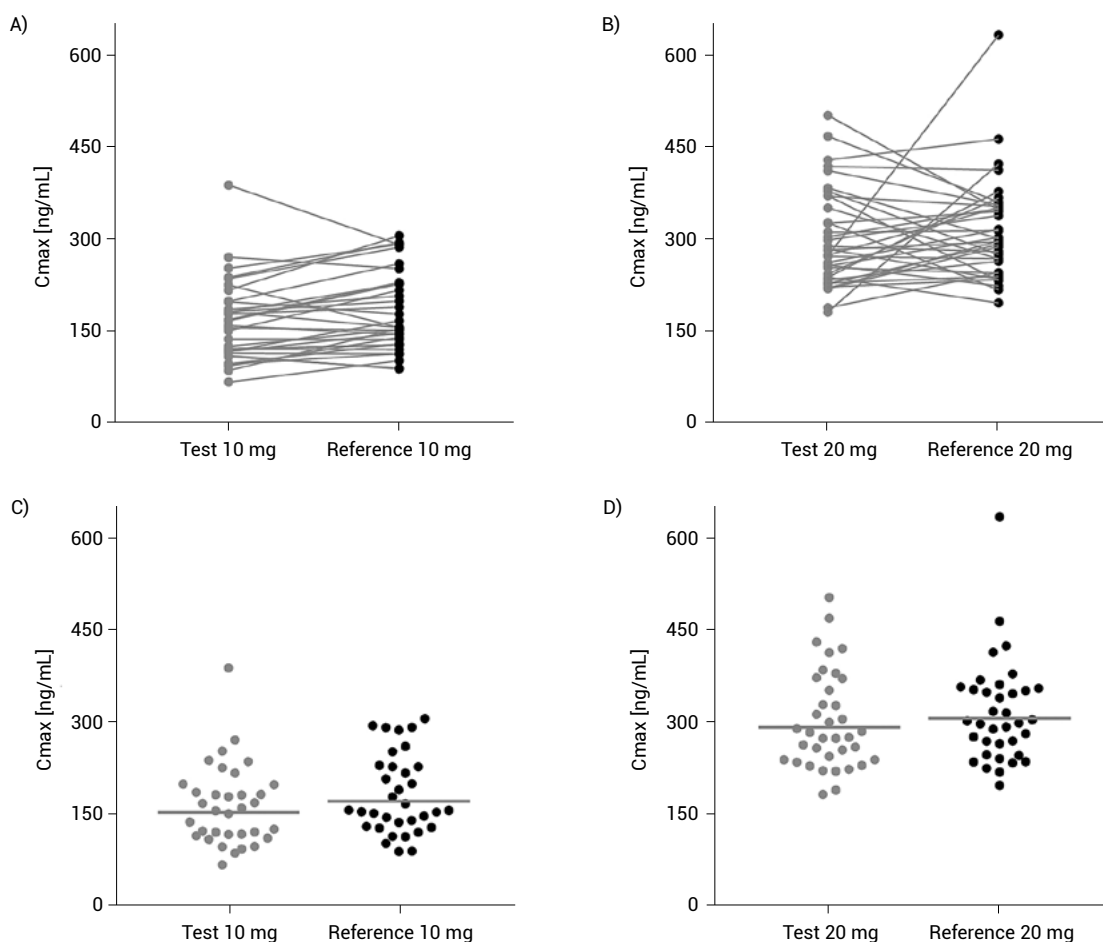 A)
Cmax [ng/mL]
600
450
300
150
0
Test 10 mg Reference 10 mg
B)
Cmax [ng/mL]
600
450
300
150
0
Test 20 mg Reference 20 mg
C)
Cmax [ng/mL]
600
450
300
150
0
Test 10 mg Reference 10 mg
D)
Cmax [ng/mL]
600
450
300
150
0
Test 20 mg Reference 20 mg